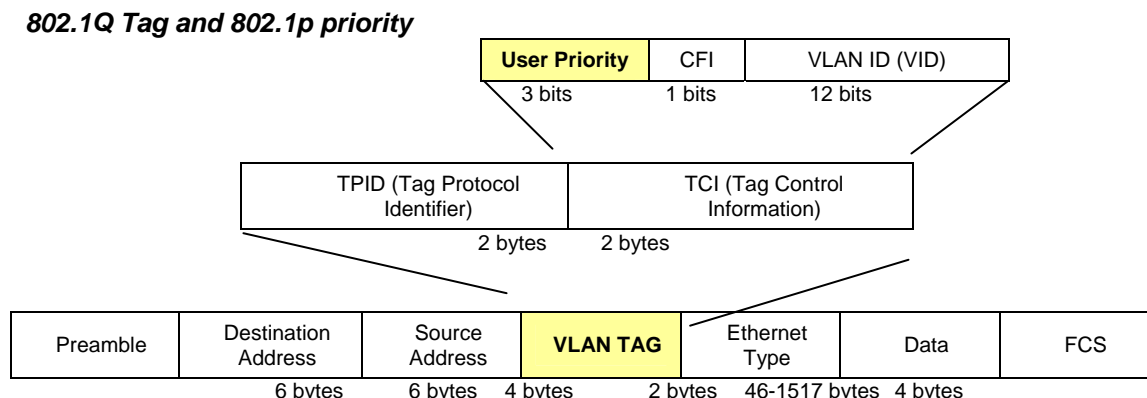 802.1Q Tag and 802.1p priority
User Priority CFI VLAN ID (VID)
3 bits 1 bits 12 bits
TPID (Tag Protocol Identifier) TCI (Tag Control Information)
2 bytes 2 bytes
Preamble Destination Address Source Address VLAN TAG Ethernet Type Data FCS
6 bytes 6 bytes 4 bytes 2 bytes 46-1517 bytes 4 bytes